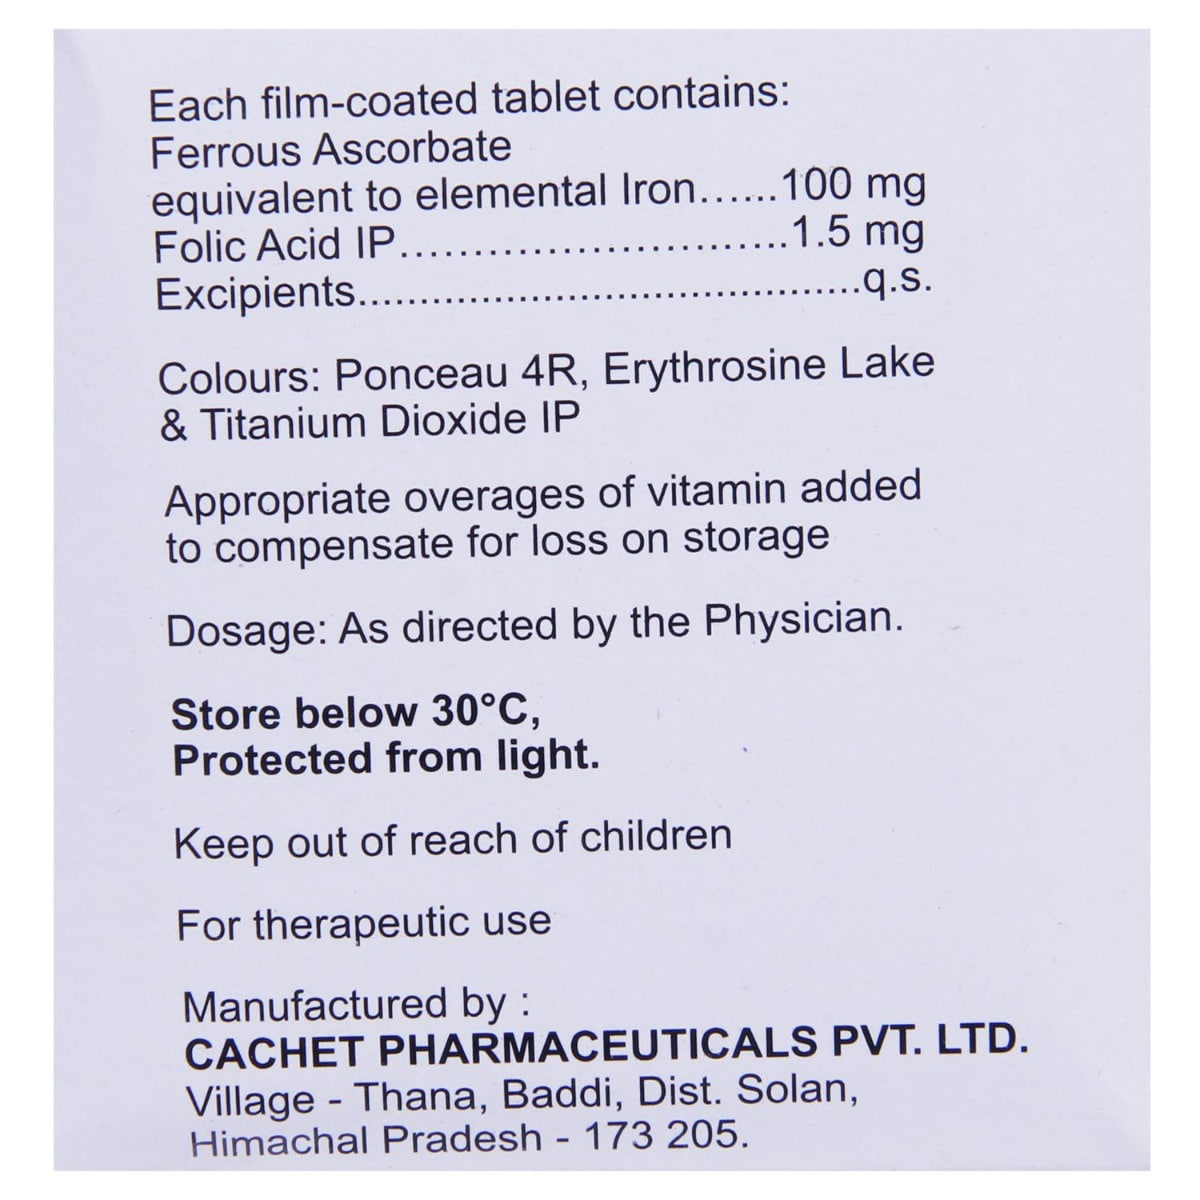 Each film-coated tablet contains:
Ferrous Ascorbate
equivalent to elemental Iron......100 mg
Folic Acid IP............................1.5 mg
Excipients.........................................q.s.
Colours: Ponceau 4R, Erythrosine Lake
& Titanium Dioxide IP
Appropriate overages of vitamin added
to compensate for loss on storage
Dosage: As directed by the Physician.
Store below 30°C,
Protected from light.
Keep out of reach of children
For therapeutic use
Manufactured by :
CACHET PHARMACEUTICALS PVT. LTD.
Village - Thana, Baddi, Dist. Solan,
Himachal Pradesh - 173 205.